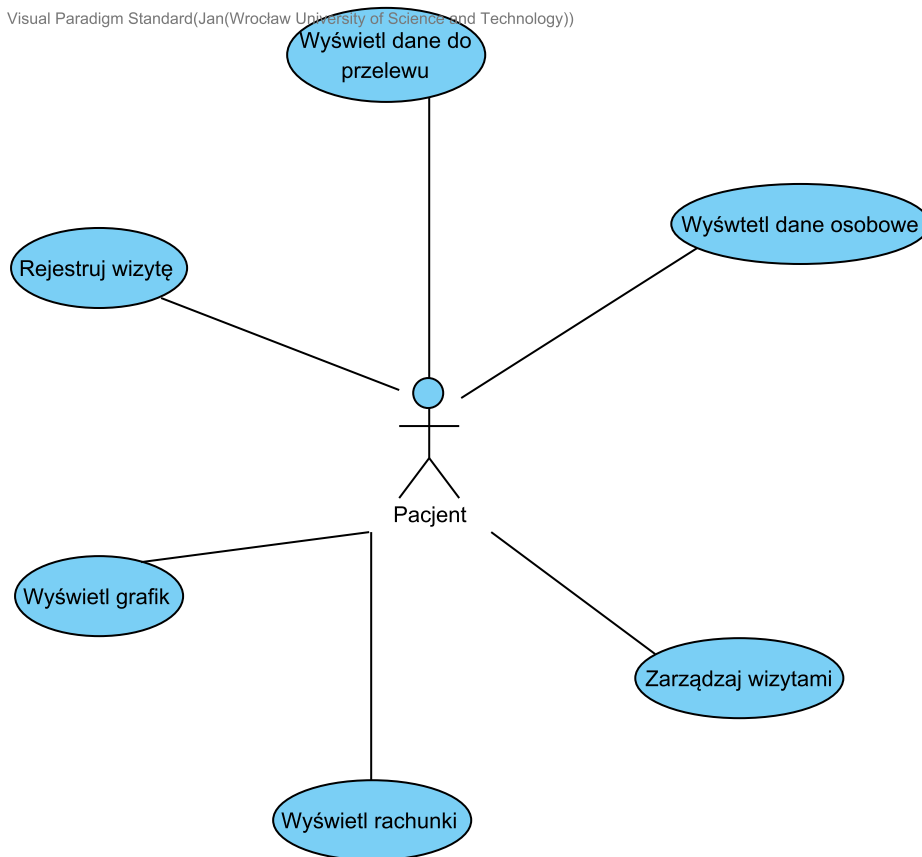 Visual Paradigm Standard(Jan(Wrocław University of Science and Technology))
Wyświetl dane do
przelewu
Wyśwtetl dane osobowe
Rejestruj wizytę
Pacjent
Wyświetl grafik
Zarządzaj wizytami
Wyświetl rachunki